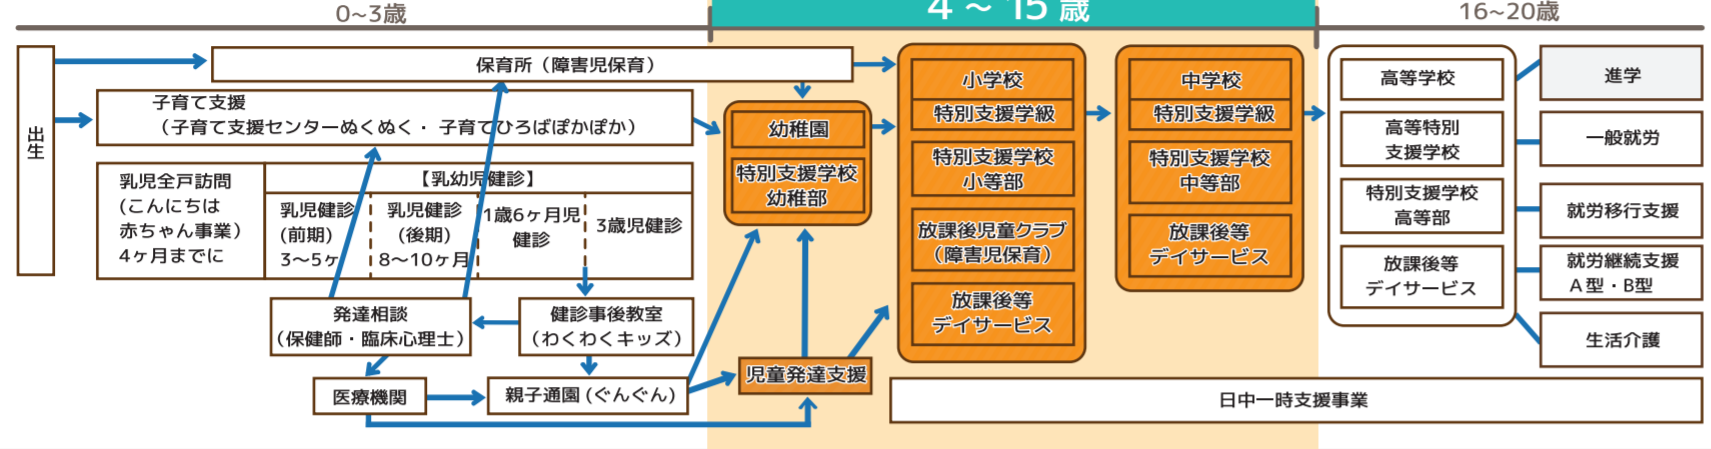 0~3歳
4～15歳
16~20歳
出生
保育所（障害児保育）
子育て支援
（子育て支援センターぬくぬく・ 子育てひろばぽかぽか）
乳児全戸訪問
(こんにちは
赤ちゃん事業）
4ヶ月までに
【乳幼児健診】
乳児健診
(前期)
3〜5ヶ
乳児健診
(後期)
8〜10ヶ月
1歳6ヶ月児
健診
3歳児健診
発達相談
（保健師・臨床心理士）
健診事後教室
（わくわくキッズ）
医療機関
親子通園 (ぐんぐん)
幼稚園
特別支援学校
幼稚部
児童発達支援
小学校
特別支援学級
特別支援学校
小等部
放課後児童クラブ
（障害児保育）
放課後等
デイサービス
中学校
特別支援学級
特別支援学校
中等部
放課後等
デイサービス
高等学校
高等特別
支援学校
特別支援学校
高等部
放課後等
デイサービス
進学
一般就労
就労移行支援
就労継続支援
A型・B型
生活介護
日中一時支援事業